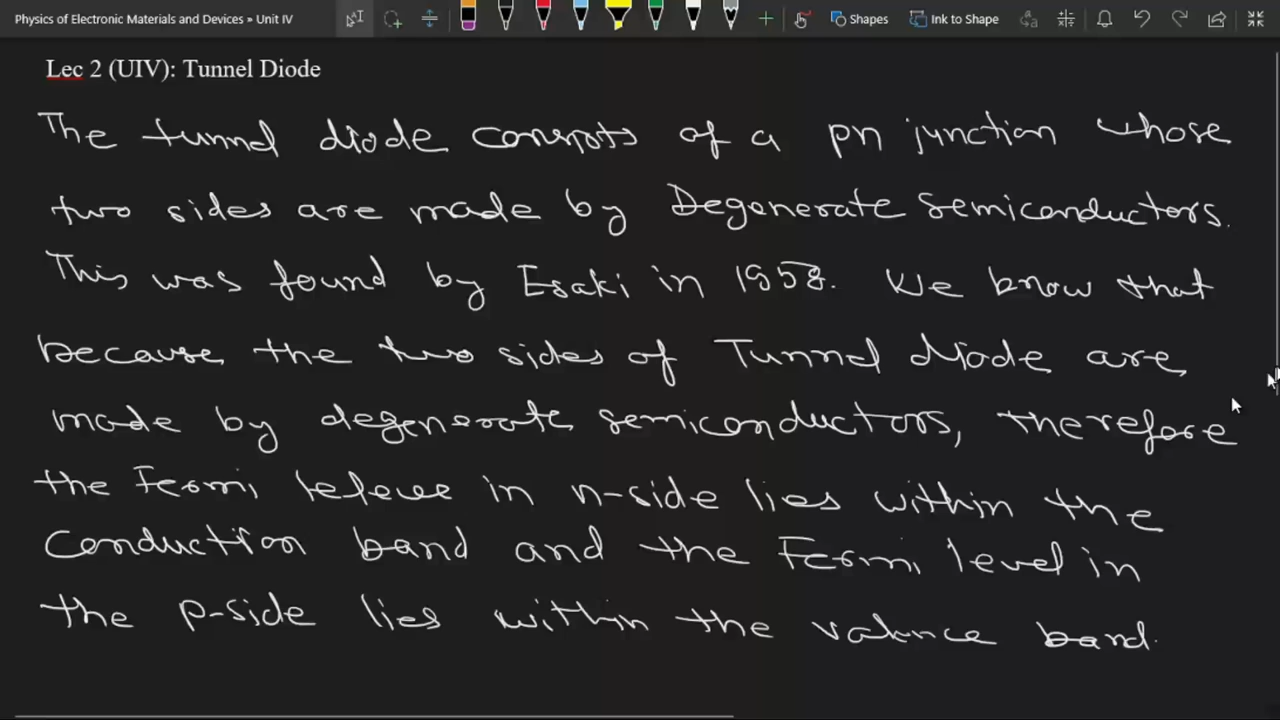 Physics of Electronic Materials and Devices » Unit IV
Shapes
Ink to Shape
Lec 2 (UIV): Tunnel Diode
The tunnel diode consists of a pn junction whose
two sides are made by Degenerate semiconductors.
This was found by Esaki in 1958. We know that
because the two sides of Tunnel diode are
made by degenerate semiconductors, therefore
the Fermi in n-side lies within the
Conduction band and the Fermi level in
the p-side lies within the valence band.